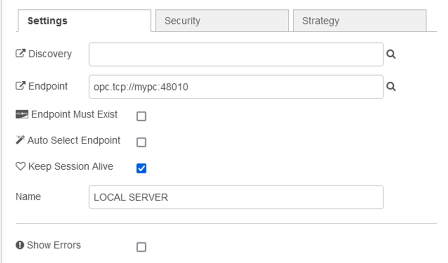 Settings Security Strategy
Discovery
Endpoint opc.tcp://mypc:48010
Endpoint Must Exist
Auto Select Endpoint
Keep Session Alive
Name LOCAL SERVER
Show Errors